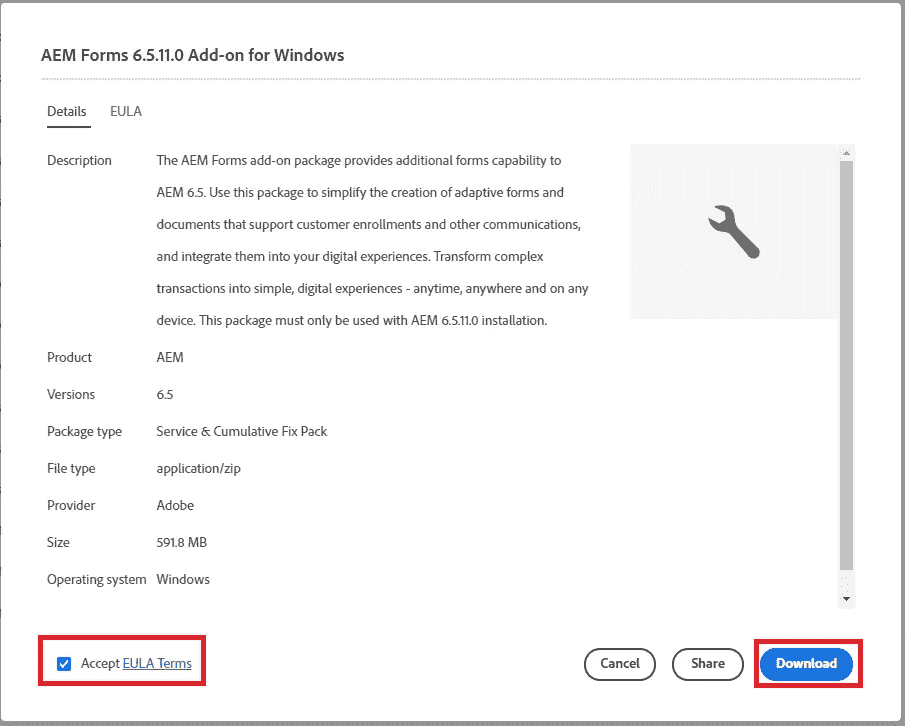 AEM Forms 6.5.11.0 Add-on for Windows
Details EULA
Description The AEM Forms add-on package provides additional forms capability to
AEM 6.5. Use this package to simplify the creation of adaptive forms and
documents that support customer enrollments and other communications,
and integrate them into your digital experiences. Transform complex
transactions into simple, digital experiences - anytime, anywhere and on any
device. This package must only be used with AEM 6.5.11.0 installation.
Product AEM
Versions 6.5
Package type Service & Cumulative Fix Pack
File type application/zip
Provider Adobe
Size 591.8 MB
Operating system Windows
Accept EULA Terms Cancel Share Download